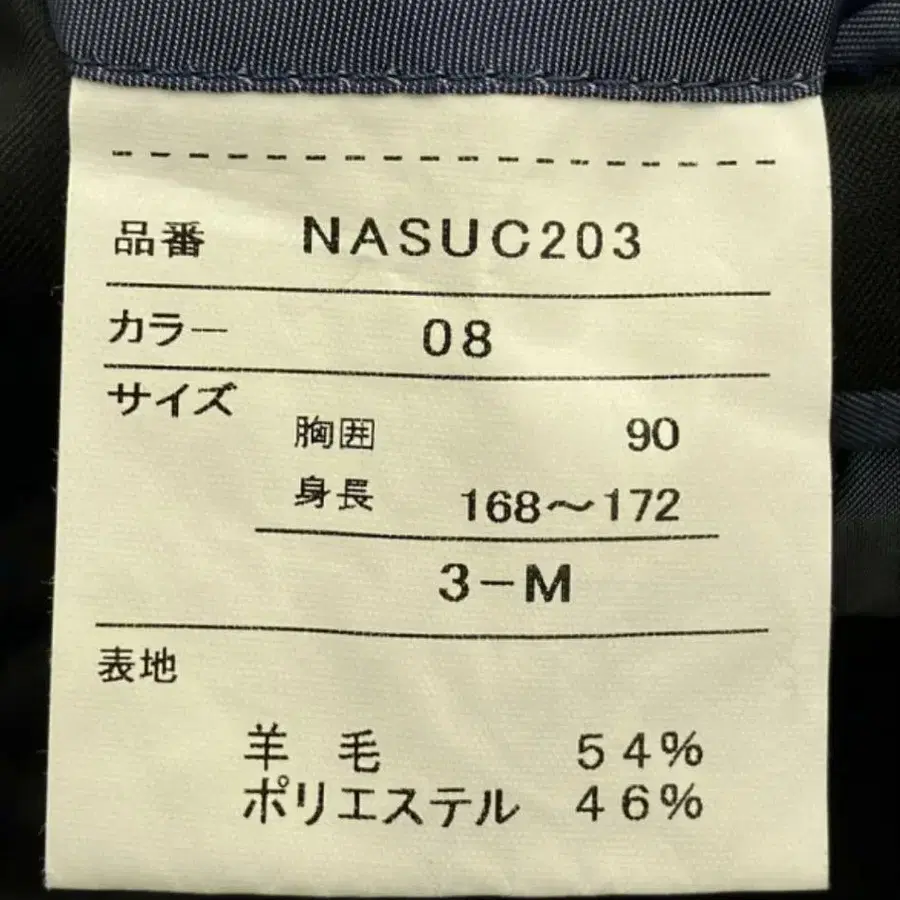 品番 NASUC203
カラー 08
サイズ
胸囲 90
身長 168～172
3-M
表地
羊毛 54%
ポリエステル 46%